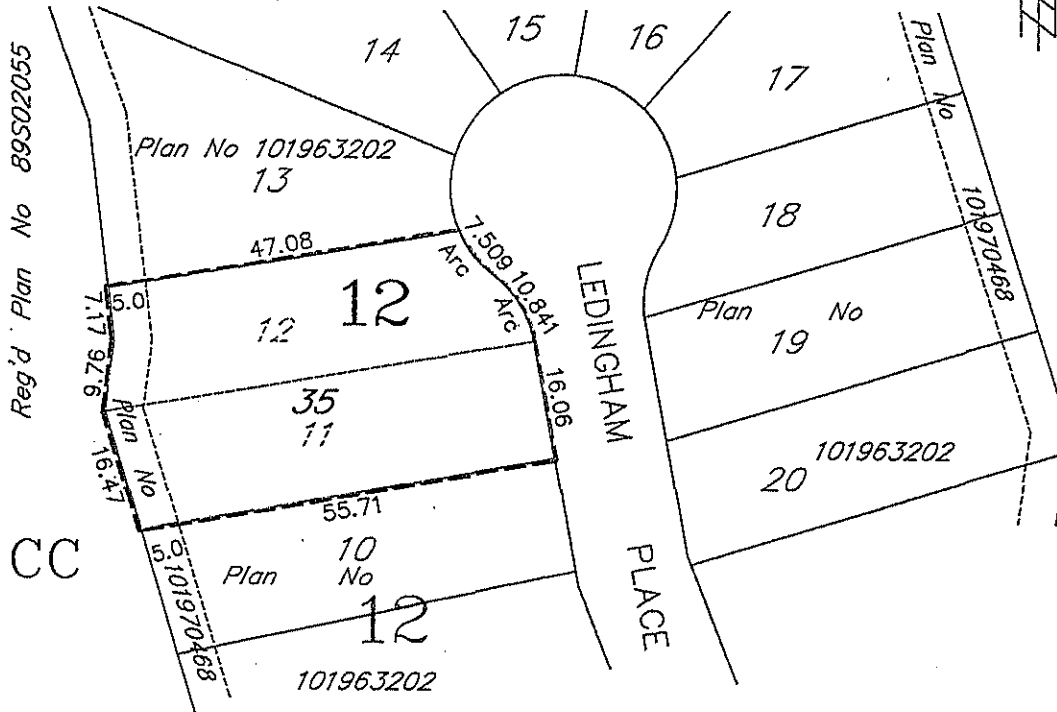 15
16
14
17
Plan No
Reg'd Plan No 89S02055
Plan No 101963202
13
18
101970468
47.08
7.509
Arc
10.841
Arc
LEDINGHAM
7.17
5.0
12
12
Plan No
19
9.76
35
11
16.06
Plan No
16.47
101963202
20
55.71
CC
5.0
10
Plan No
101970468
12
PLACE
101963202